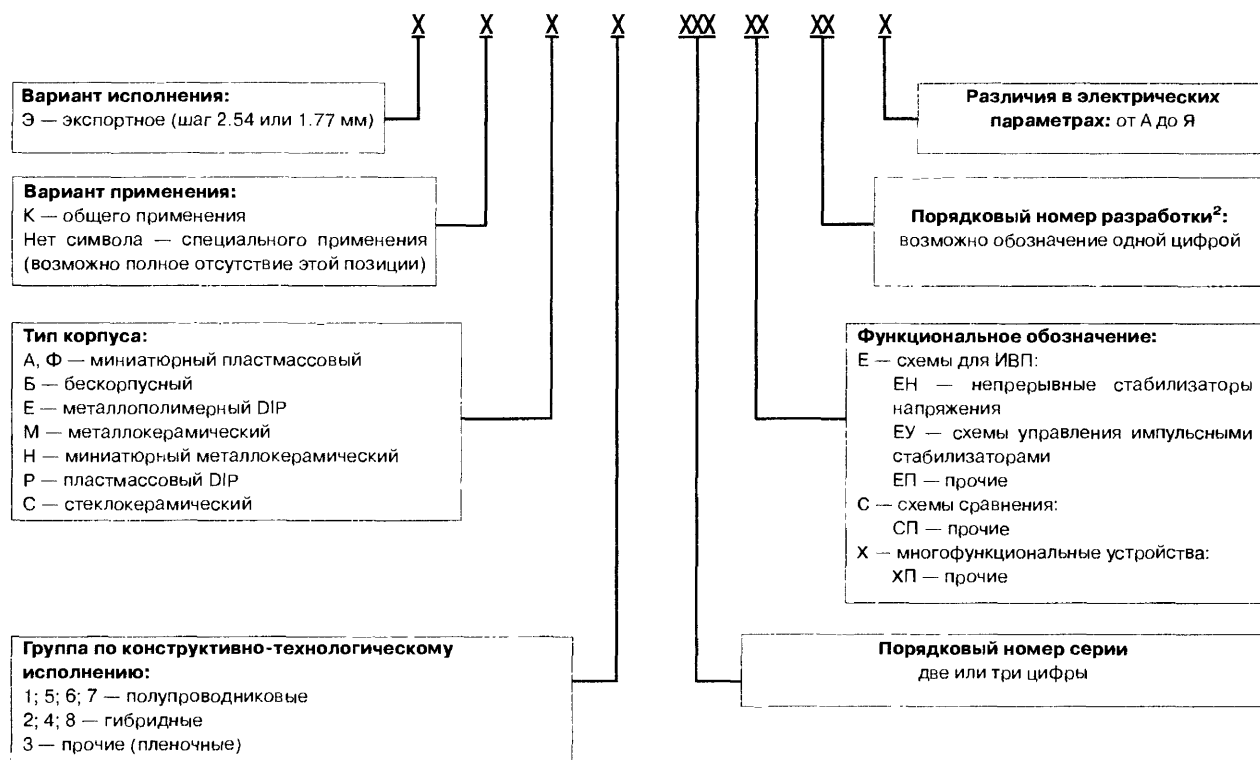 X X X X XXX XX XX X
Вариант исполнения:
Э — экспортное (шаг 2.54 или 1.77 мм)
Вариант применения:
К — общего применения
Нет символа — специального применения
(возможно полное отсутствие этой позиции)
Тип корпуса:
А, Ф — миниатюрный пластмассовый
Б — бескорпусный
Е — металлополимерный DIP
М — металлокерамический
Н — миниатюрный металлокерамический
Р — пластмассовый DIP
С — стеклокерамический
Группа по конструктивно-технологическому
исполнению:
1; 5; 6; 7 — полупроводниковые
2; 4; 8 — гибридные
3 — прочие (пленочные)
Различия в электрических
параметрах: от А до Я
Порядковый номер разработки²:
возможно обозначение одной цифрой
Функциональное обозначение:
Е — схемы для ИВП:
ЕН — непрерывные стабилизаторы
напряжения
ЕУ — схемы управления импульсными
стабилизаторами
ЕП — прочие
С — схемы сравнения:
СП — прочие
Х — многофункциональные устройства:
ХП — прочие
Порядковый номер серии
две или три цифры